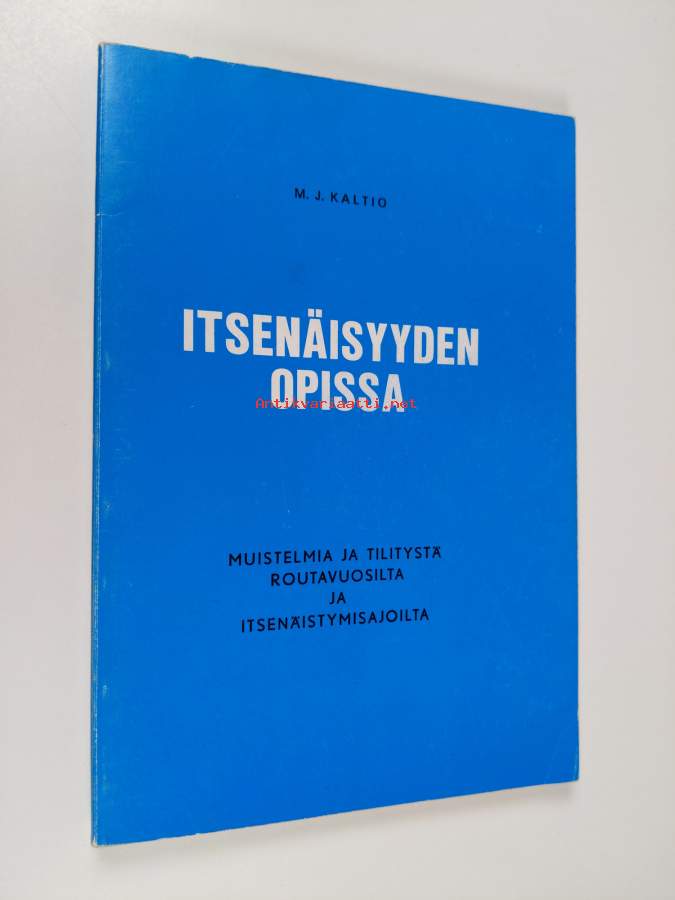 M. J. KALTIO
ITSENÄISYYDEN
OPISSA
Antikvariaatti.net
MUISTELMIA JA TILITYSTÄ
ROUTAVUOSILTA
JA
ITSENÄISTYMISAJOILTA